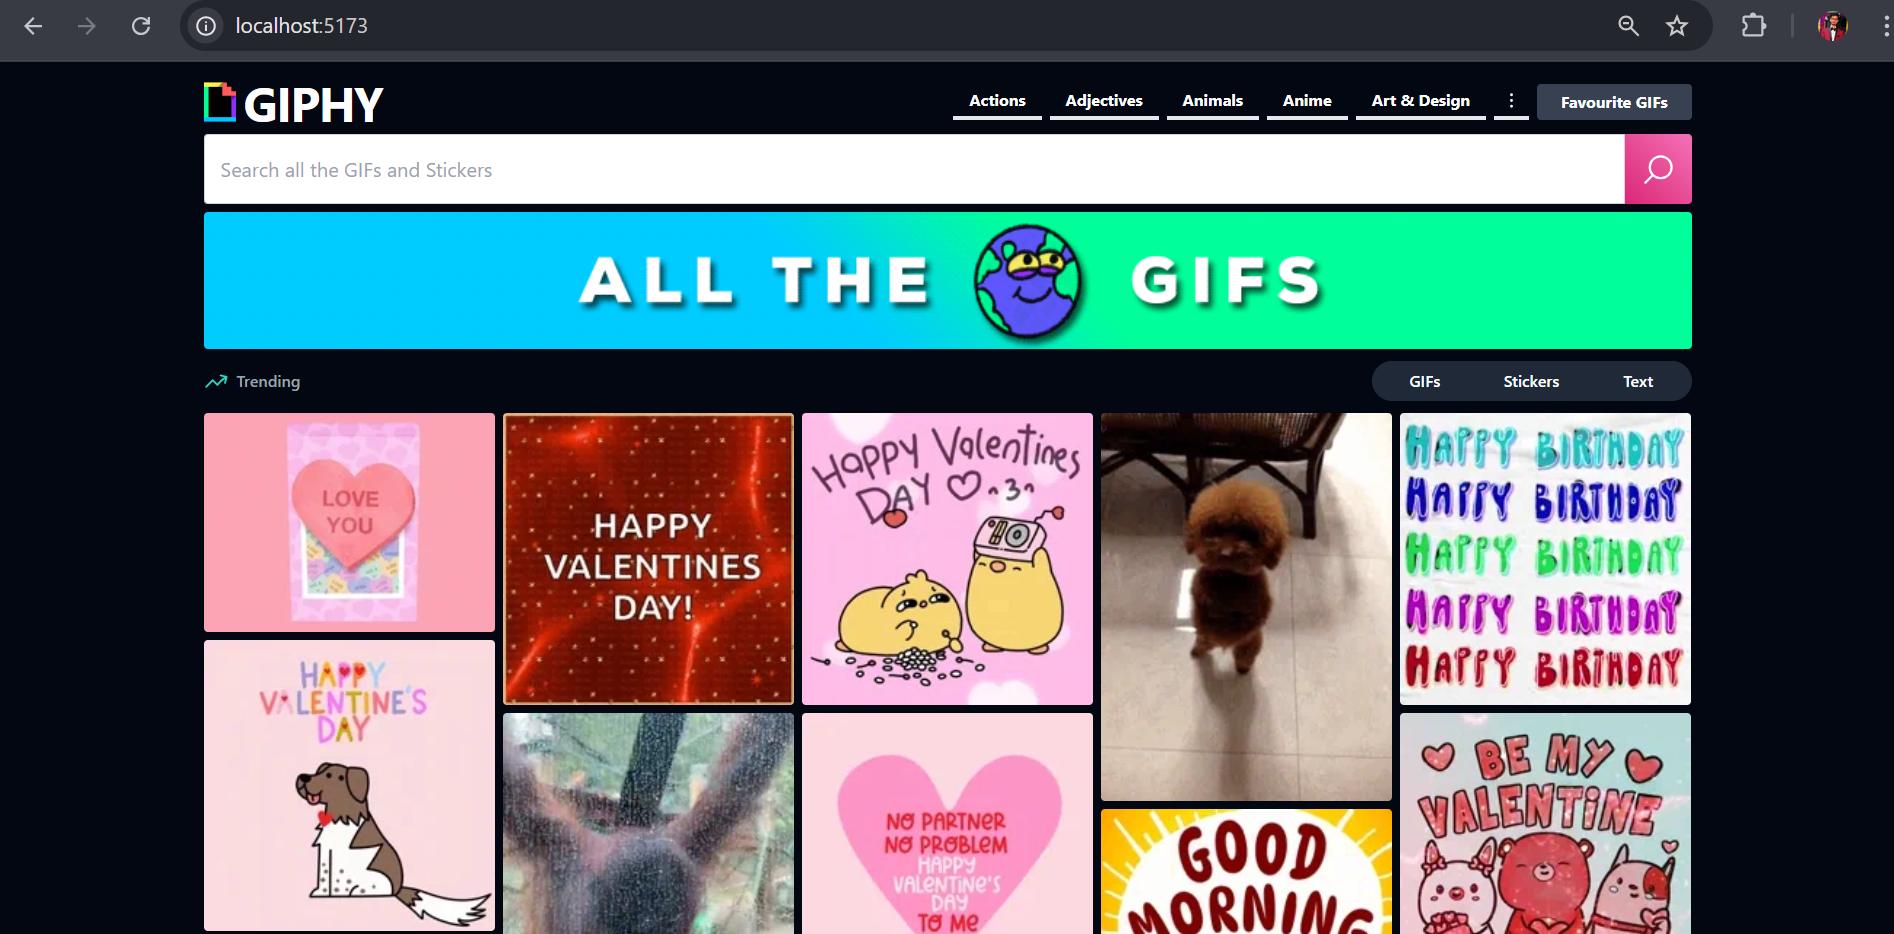 localhost:5173
GIPHY
Actions
Adjectives
Animals
Anime
Art & Design
Favourite GIFs
Search all the GIFs and Stickers
ALL THE GIFS
Trending
GIFs
Stickers
Text
LOVE
YOU
HAPPY
VALENTINES
DAY!
HAPPY Valentines
DAY ♡ ^3^
HAPPY BIRTHDAY
HAPPY BIRTHDAY
HAPPY BIRTHDAY
HAPPY BIRTHDAY
HAPPY BIRTHDAY
HAPPY
VALENTINE'S
DAY
NO PARTNER
NO PROBLEM
HAPPY
VALENTINE'S
DAY
TO ME
GOOD
MORNING
BE MY
VALENTINE